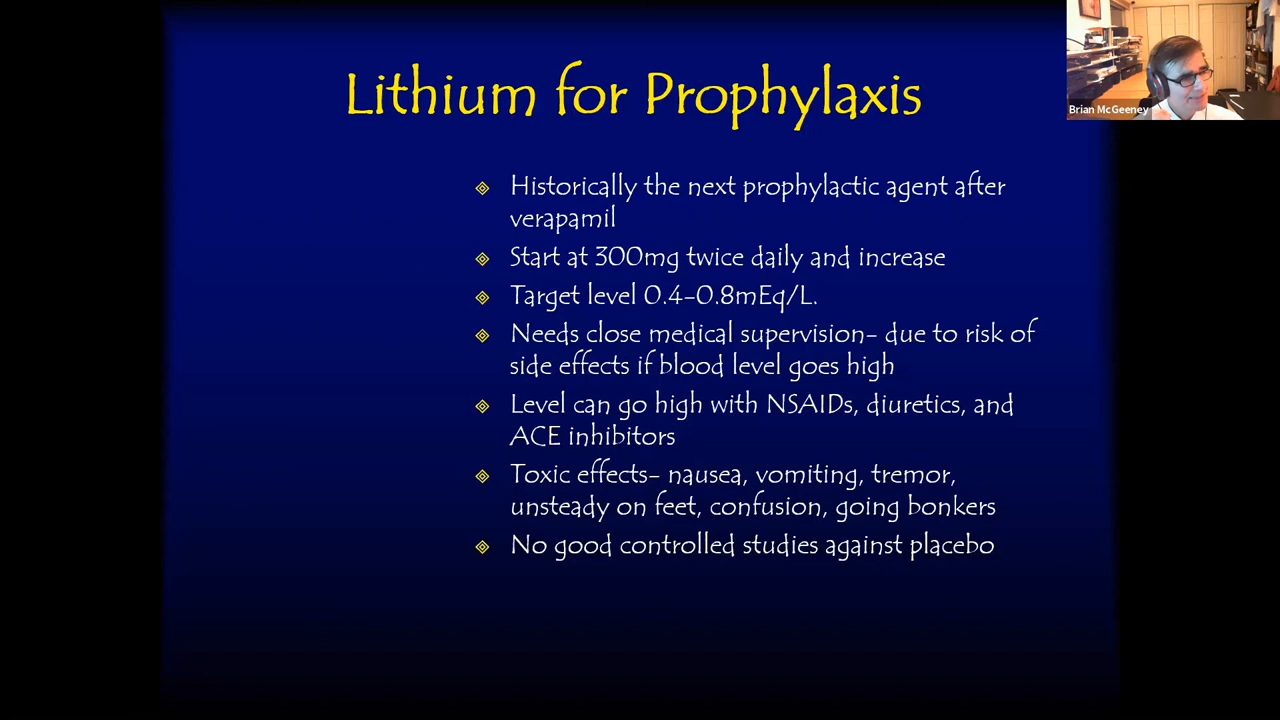 Lithium for Prophylaxis
Brian McGeeney
Historically the next prophylactic agent after
verapamil
Start at 300mg twice daily and increase
Target level 0.4-0.8mEq/L.
Needs close medical supervision- due to risk of
side effects if blood level goes high
Level can go high with NSAIDs, diuretics, and
ACE inhibitors
Toxic effects- nausea, vomiting, tremor,
unsteady on feet, confusion, going bonkers
No good controlled studies against placebo